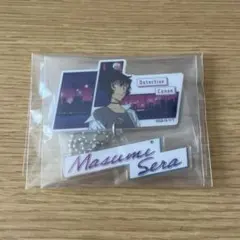 Detective
Conan
Masumi
Sera